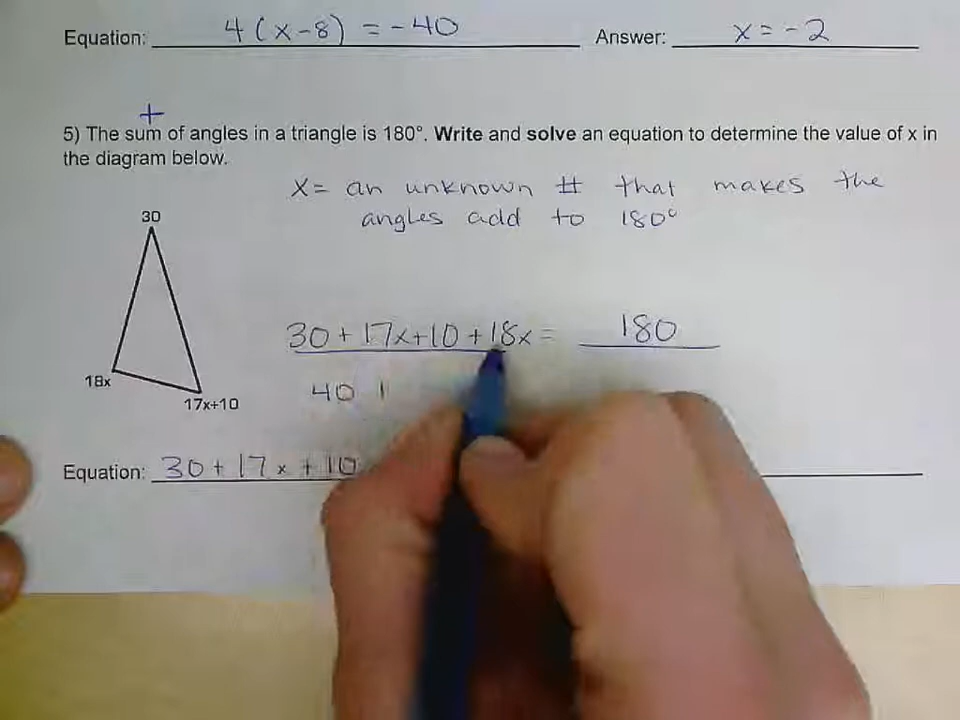 Equation: 4(x-8) = -40 Answer: x = -2
+
5) The sum of angles in a triangle is 180°. Write and solve an equation to determine the value of x in
the diagram below.
x = an unknown # that makes the
angles add to 180°
30
30 + 17x+10 + 18x = 180
18x
17x+10
40
Equation: 30 + 17x + 10